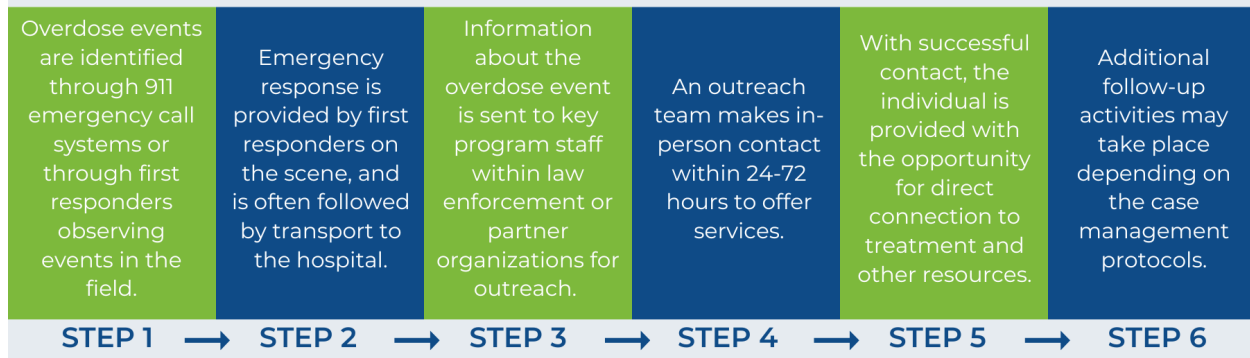 Overdose events
are identified
through 911
emergency call
systems or
through first
responders
observing
events in the
field.
Emergency
response is
provided by first
responders on
the scene, and
is often followed
by transport to
the hospital.
Information
about the
overdose event
is sent to key
program staff
within law
enforcement or
partner
organizations for
outreach.
An outreach
team makes in-
person contact
within 24-72
hours to offer
services.
With successful
contact, the
individual is
provided with
the opportunity
for direct
connection to
treatment and
other resources.
Additional
follow-up
activities may
take place
depending on
the case
management
protocols.
STEP 1 → STEP 2 → STEP 3 → STEP 4 → STEP 5 → STEP 6